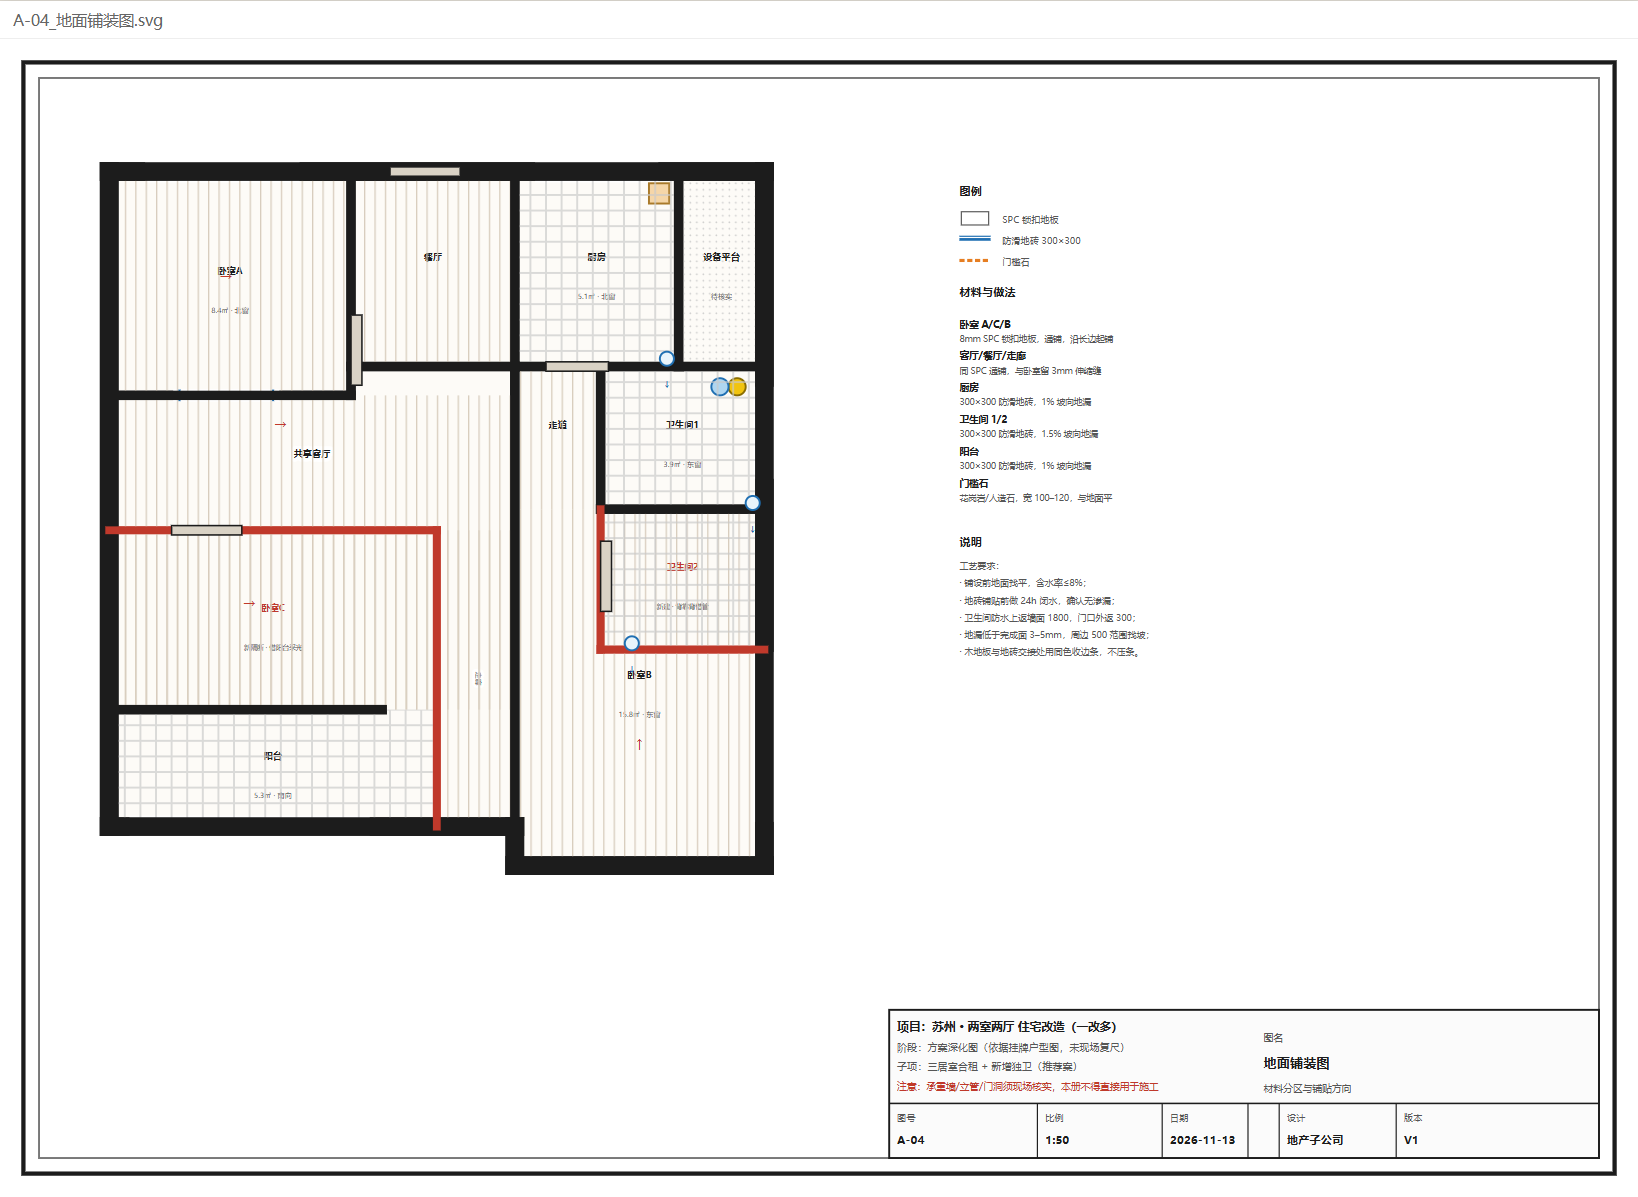 A-04_地面铺装图.svg
卧室A
8.4㎡ · 北窗
餐厅
厨房
5.1㎡ · 北窗
设备平台
待核实
共享客厅
走道
卫生间1
3.9㎡ · 东窗
卫生间2
卧室C
卧室B
15.8㎡ · 东窗
阳台
5.3㎡ · 南向
图例
SPC 锁扣地板
防滑地砖 300×300
门槛石
材料与做法
卧室 A/C/B
8mm SPC 锁扣地板，通铺，沿长边起铺
客厅/餐厅/走廊
同 SPC 通铺，与卧室留 3mm 伸缩缝
厨房
300×300 防滑地砖，1% 坡向地漏
卫生间 1/2
300×300 防滑地砖，1.5% 坡向地漏
阳台
300×300 防滑地砖，1% 坡向地漏
门槛石
花岗岩/人造石，宽 100–120，与地面平
说明
工艺要求：
· 铺设前地面找平，含水率≤8%；
· 地砖铺贴前做 24h 闭水，确认无渗漏；
· 卫生间防水上返墙面 1800，门口外返 300；
· 地漏低于完成面 3–5mm，周边 500 范围找坡；
· 木地板与地砖交接处用同色收边条，不压条。
项目：苏州 · 两室两厅 住宅改造（一改多）
阶段：方案深化图（依据挂牌户型图，未现场复尺）
子项：三居室合租 + 新增独卫（推荐案）
注意：承重墙/立管/门洞须现场核实，本册不得直接用于施工
图名
地面铺装图
材料分区与铺贴方向
图号
A-04
比例
1:50
日期
2026-11-13
设计
地产子公司
版本
V1